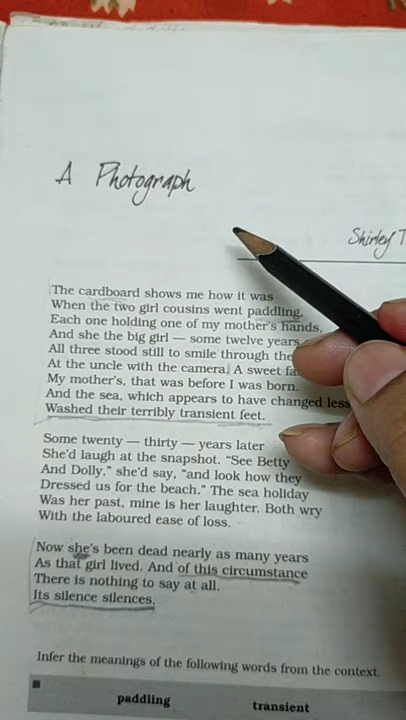 A Photograph
Shirley T
The cardboard shows me how it was
When the two girl cousins went paddling,
Each one holding one of my mother's hands,
And she the big girl — some twelve years
All three stood still to smile through the
At the uncle with the camera. A sweet
My mother's, that was before I was born.
And the sea, which appears to have changed less
Washed their terribly transient feet.
Some twenty — thirty — years later
She'd laugh at the snapshot. "See Betty
And Dolly," she'd say, "and look how they
Dressed us for the beach." The sea holiday
Was her past, mine is her laughter. Both wry
With the laboured ease of loss.
Now she's been dead nearly as many years
As that girl lived. And of this circumstance
There is nothing to say at all.
Its silence silences.
Infer the meanings of the following words from the context.
paddling transient